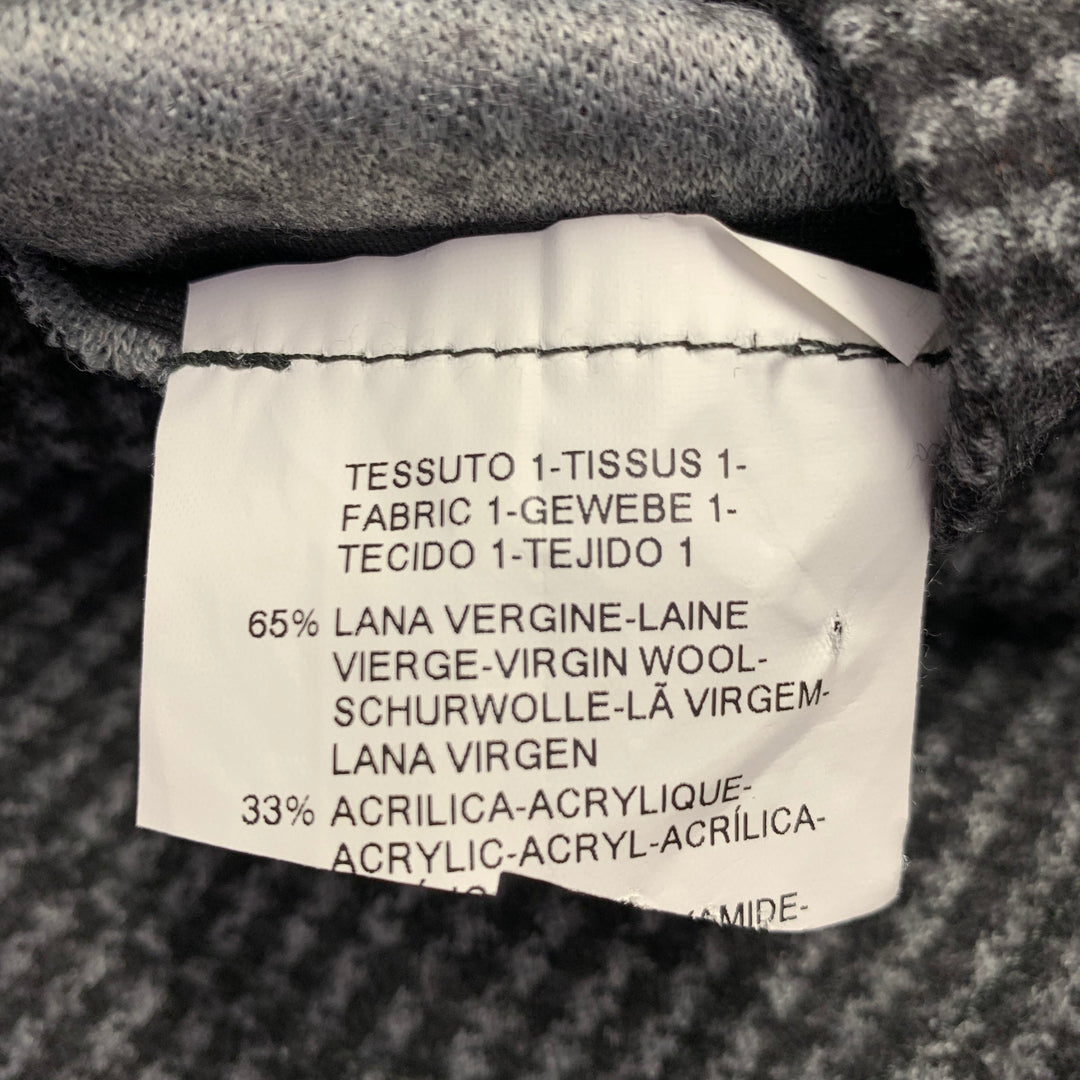 TESSUTO 1-TISSUS 1-
FABRIC 1-GEWEBE 1-
TECIDO 1-TEJIDO 1
65% LANA VERGINE-LAINE
VIERGE-VIRGIN WOOL-
SCHURWOLLE-LÃ VIRGEM-
LANA VIRGEN
33% ACRILICA-ACRYLIQUE-
ACRYLIC-ACRYL-ACRÍLICA-